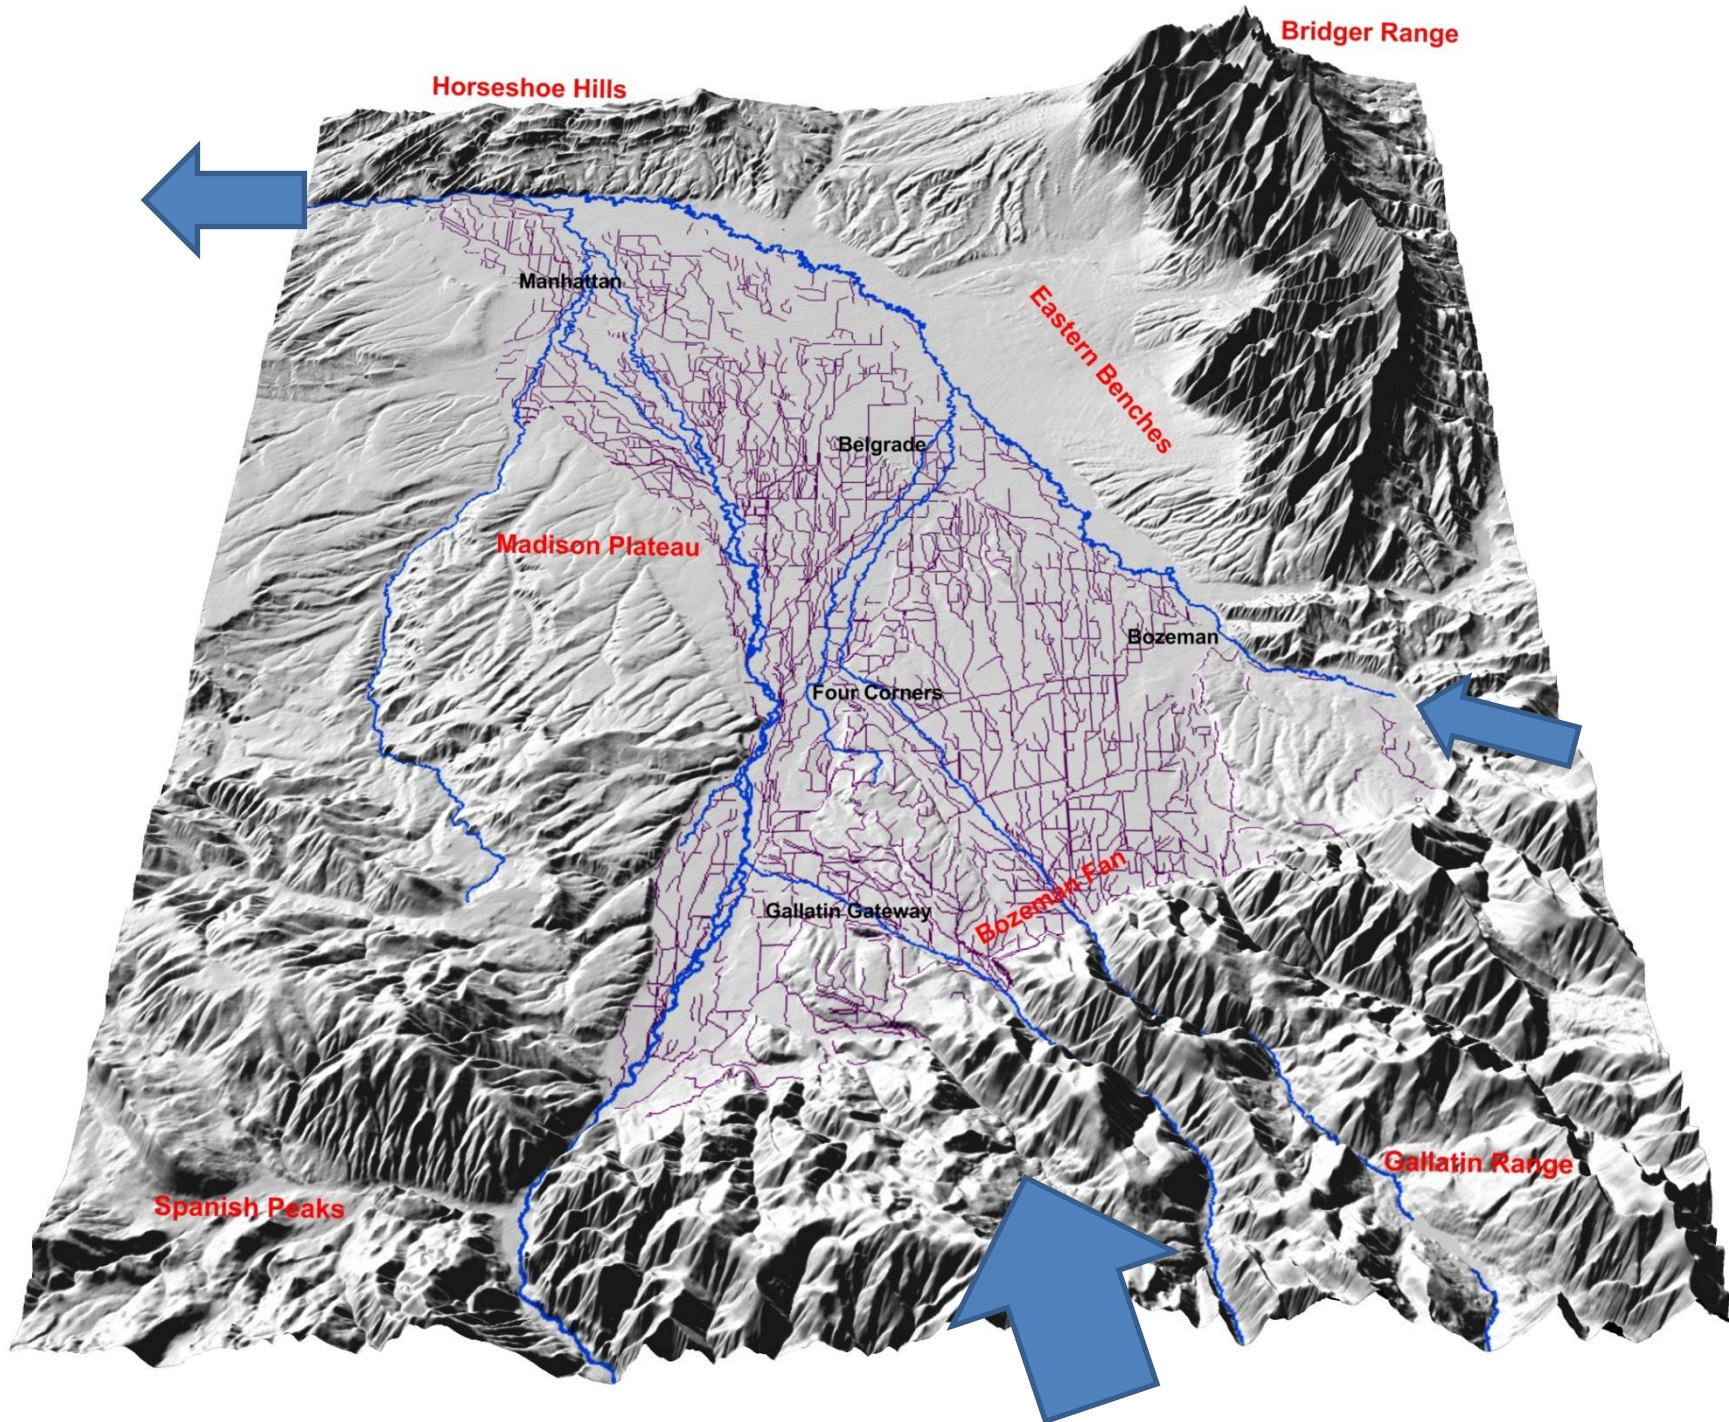 Bridger Range
Horseshoe Hills
Manhattan
Eastern Benches
Belgrade
Madison Plateau
Bozeman
Four Corners
Bozeman Fan
Gallatin Gateway
Gallatin Range
Spanish Peaks